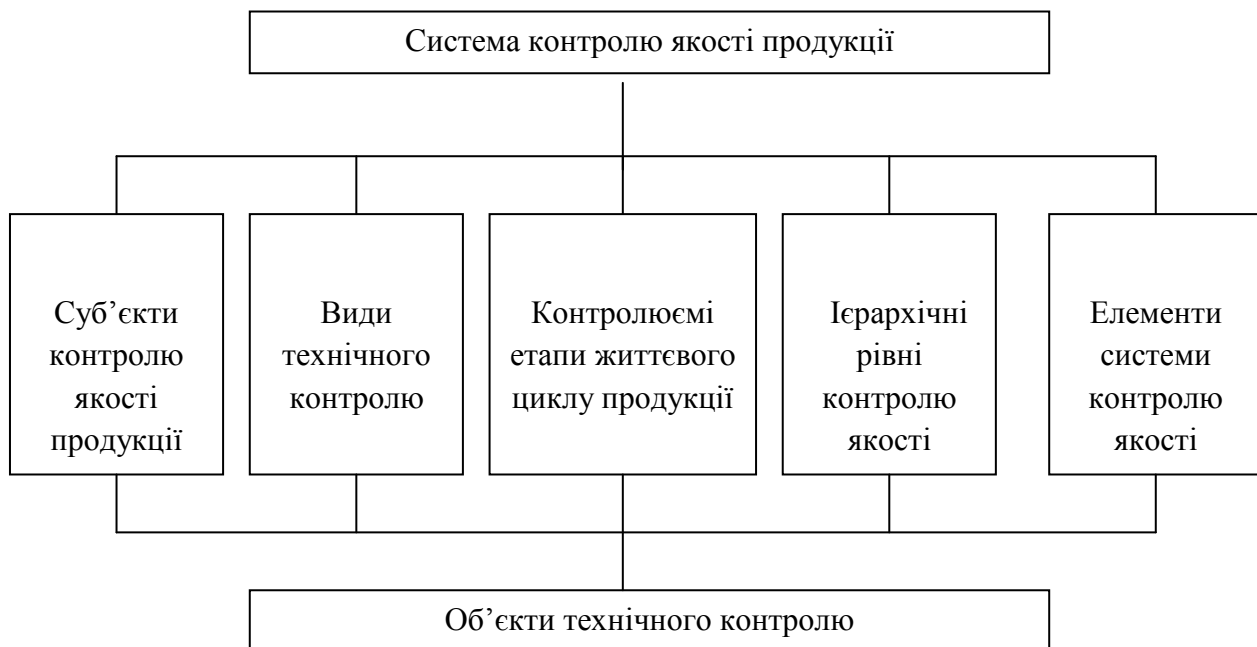 Система контролю якості продукції
Суб’єкти
контролю
якості
продукції
Види
технічного
контролю
Контролюємі
етапи життєвого
циклу продукції
Ієрархічні
рівні
контролю
якості
Елементи
системи
контролю
якості
Об’єкти технічного контролю